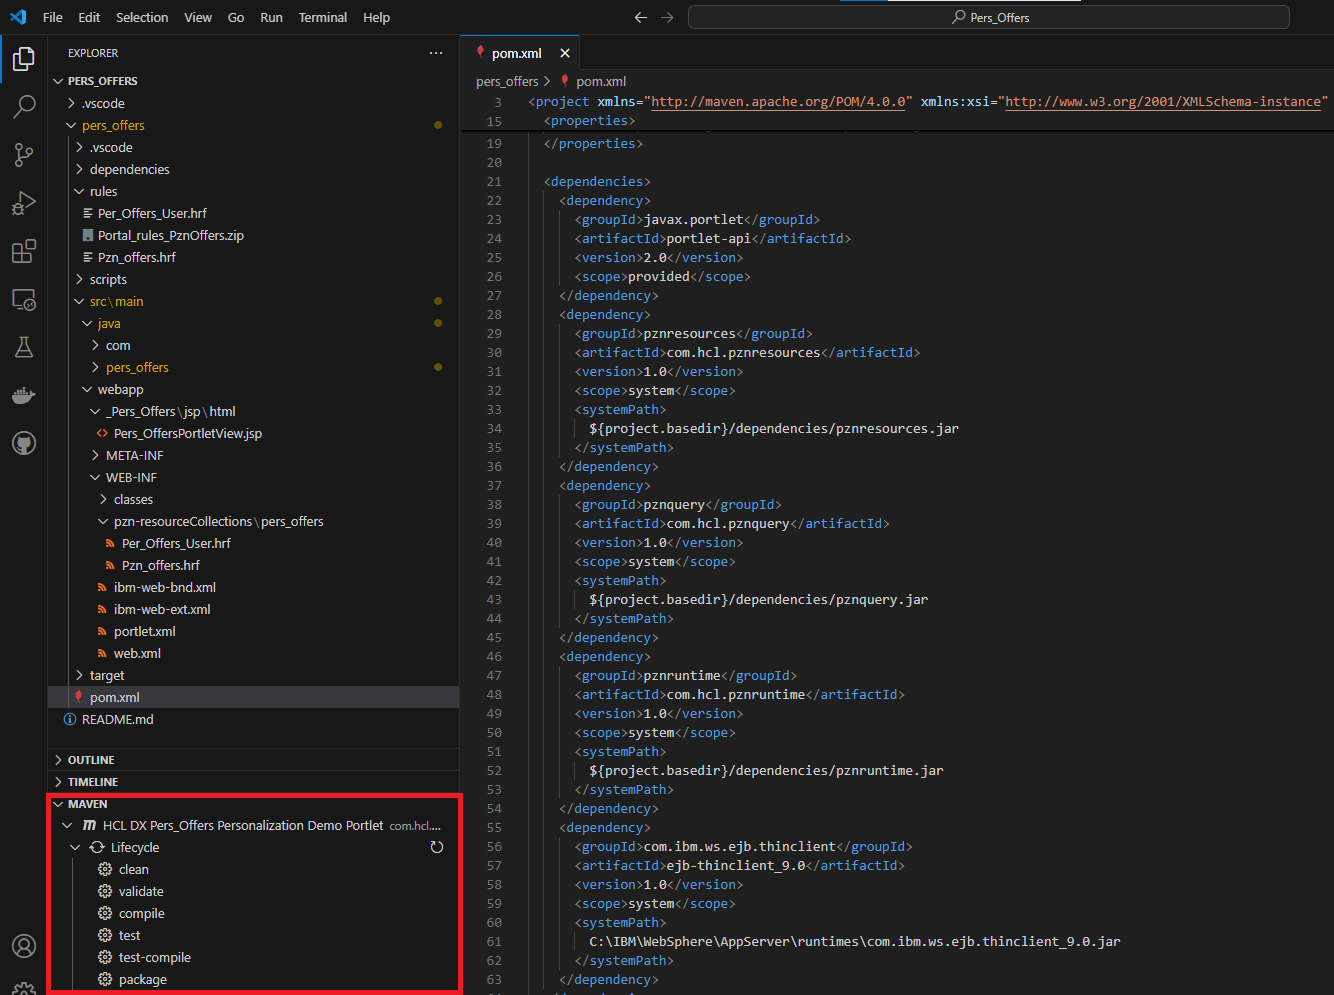 File Edit Selection View Go Run Terminal Help
Pers_Offers
EXPLORER
PERS_OFFERS
.vscode
pers_offers
.vscode
dependencies
rules
Per_Offers_User.hrf
Portal_rules_PznOffers.zip
Pzn_offers.hrf
scripts
src\main
java
com
pers_offers
webapp
_Pers_Offers\jsp\html
Pers_OffersPortletView.jsp
META-INF
WEB-INF
classes
pzn-resourceCollections\pers_offers
Per_Offers_User.hrf
Pzn_offers.hrf
ibm-web-bnd.xml
ibm-web-ext.xml
portlet.xml
web.xml
target
pom.xml
README.md
OUTLINE
TIMELINE
MAVEN
HCL DX Pers_Offers Personalization Demo Portlet com.hcl....
Lifecycle
clean
validate
compile
test
test-compile
package
pom.xml
pers_offers > pom.xml
3 <project xmlns="http://maven.apache.org/POM/4.0.0" xmlns:xsi="http://www.w3.org/2001/XMLSchema-instance"
15 <properties>
19 </properties>
20
21 <dependencies>
22 <dependency>
23 <groupId>javax.portlet</groupId>
24 <artifactId>portlet-api</artifactId>
25 <version>2.0</version>
26 <scope>provided</scope>
27 </dependency>
28 <dependency>
29 <groupId>pznresources</groupId>
30 <artifactId>com.hcl.pznresources</artifactId>
31 <version>1.0</version>
32 <scope>system</scope>
33 <systemPath>
34 ${project.basedir}/dependencies/pznresources.jar
35 </systemPath>
36 </dependency>
37 <dependency>
38 <groupId>pznquery</groupId>
39 <artifactId>com.hcl.pznquery</artifactId>
40 <version>1.0</version>
41 <scope>system</scope>
42 <systemPath>
43 ${project.basedir}/dependencies/pznquery.jar
44 </systemPath>
45 </dependency>
46 <dependency>
47 <groupId>pznruntime</groupId>
48 <artifactId>com.hcl.pznruntime</artifactId>
49 <version>1.0</version>
50 <scope>system</scope>
51 <systemPath>
52 ${project.basedir}/dependencies/pznruntime.jar
53 </systemPath>
54 </dependency>
55 <dependency>
56 <groupId>com.ibm.ws.ejb.thinclient</groupId>
57 <artifactId>ejb-thinclient_9.0</artifactId>
58 <version>1.0</version>
59 <scope>system</scope>
60 <systemPath>
61 C:\IBM\WebSphere\AppServer\runtimes\com.ibm.ws.ejb.thinclient_9.0.jar
62 </systemPath>
63 </dependency>